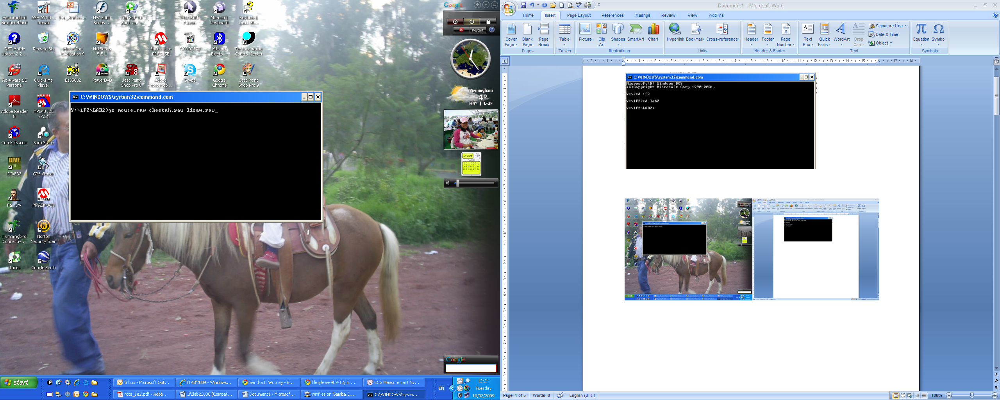 Hummingbird
Neighborhood
ASF-AVI-R...
Repair
Pre_France...
NW-E000
Series ...
Pop 3GP To
Zune Co...
Microsoft
Mouse
Microsoft
Keyboard
Keyboard
Quick St...
.NET Matrix
Library 2.2...
Recycle Bin
Micro-Cap
Evaluation 9
NetBeans
5.5.1
Shortcut to
PDFSUSB
MOV00370
Mitsumi
Blueto...
PerSono Audio
Control Center
Ad-Aware SE
Personal
QuickTime
Player
Bs350u2
PowerDVD
Jasc Paint
Shop Pro 8
Adobe
Photoshop ...
Skype
Google
Chrome
Jasc Paint
Shop Pro 9
Adobe Reader
8
MPLAB IDE
v7.51
CorelCity.com
SonicStage
DIVE32
GPS Viewer
Far Cry
MPASMWIN
Hummingbird
Connectiv...
Norton
Security Scan
iTunes
Google Earth
C:\WINDOWS\system32\command.com
Y:\1F2\LAB2>gs mouse.raw cheetah.raw lisaw.raw_
Google
Restart
Birmingham
4°
H4° | L-3°
12:24
Tue
10/2
Feb 2009
Google
start
Inbox - Microsoft Out...
ITAB'2009 - Windows...
Sandra I. Woolley - E...
file://eee-409-12/ is ...
ECG Measurement Sy...
rota_1e2.pdf - Adob...
1f2lab22006 [Compat...
Document1 - Microsof...
winfiles on 'Samba 3....
C:\WINDOWS\syste...
EN
12:24
Tuesday
10/02/2009
Document1 - Microsoft Word
Home Insert Page Layout References Mailings Review View Add-Ins
Cover
Page
Blank
Page
Page
Break
Pages
Table
Tables
Picture
Clip
Art
Shapes
SmartArt
Chart
Illustrations
Hyperlink
Bookmark
Cross-reference
Links
Header
Footer
Page
Number
Header & Footer
Text
Box
Quick
Parts
WordArt
Drop
Cap
Signature Line
Date & Time
Object
Text
Equation
Symbol
Symbols
C:\WINDOWS\system32\command.com
Microsoft(R) Windows DOS
(C)Copyright Microsoft Corp 1990-2001.
Y:\>cd 1f2
Y:\1F2>cd lab2
Y:\1F2\LAB2>
Page: 1 of 5
Words: 0
English (U.K.)
108%